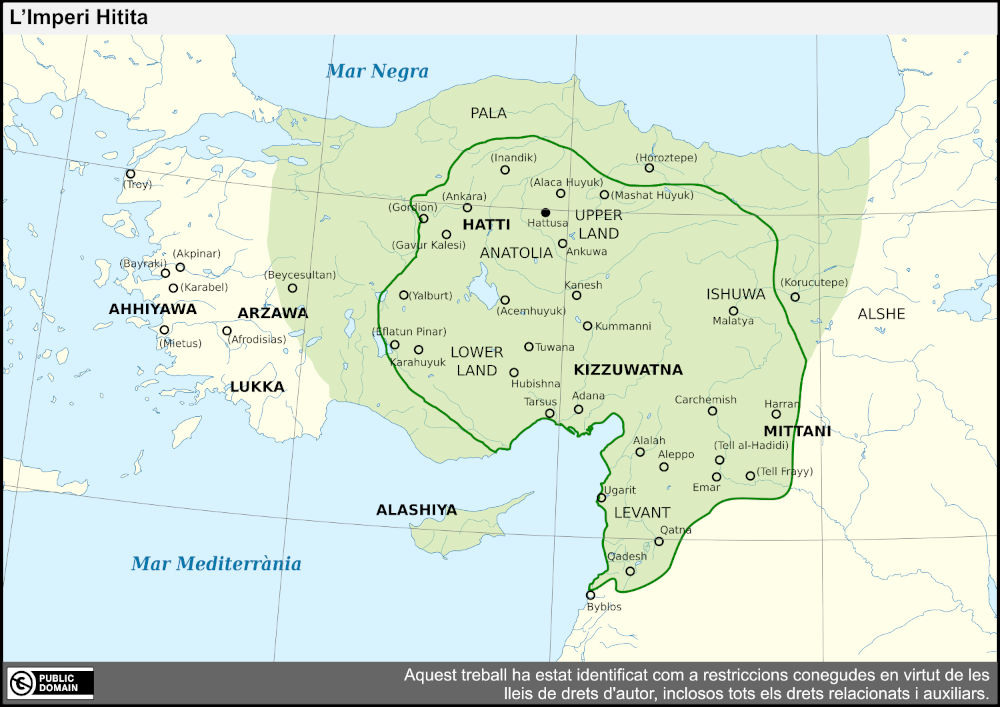 L’Imperi Hitita
Mar Negra
PALA
(Inandik)
(Horoztepe)
(Troy)
(Alaca Huyuk)
(Mashat Huyuk)
(Ankara)
(Gordion)
HATTI
Hattusa
UPPER
LAND
(Gavur Kalesi)
ANATOLIA
Ankuwa
(Akpinar)
(Bayrakli)
(Karabel)
(Beycesultan)
(Yalburt)
Kanesh
(Acemhuyuk)
ISHUWA
(Korucutepe)
Malatya
ALSHE
AHHIYAWA
ARZAWA
(Mietus)
(Afrodisias)
(Eflatun Pinar)
Karahuyuk
Kummanni
LOWER
LAND
Tuwana
Hubishna
KIZZUWATNA
LUKKA
Tarsus
Adana
Carchemish
Harran
MITTANI
Alalah
Aleppo
(Tell al-Hadidi)
(Tell Frayy)
Emar
Ugarit
LEVANT
ALASHIYA
Qatna
Qadesh
Byblos
Mar Mediterrània
PUBLIC
DOMAIN
Aquest treball ha estat identificat com a restriccions conegudes en virtut de les
lleis de drets d'autor, inclosos tots els drets relacionats i auxiliars.